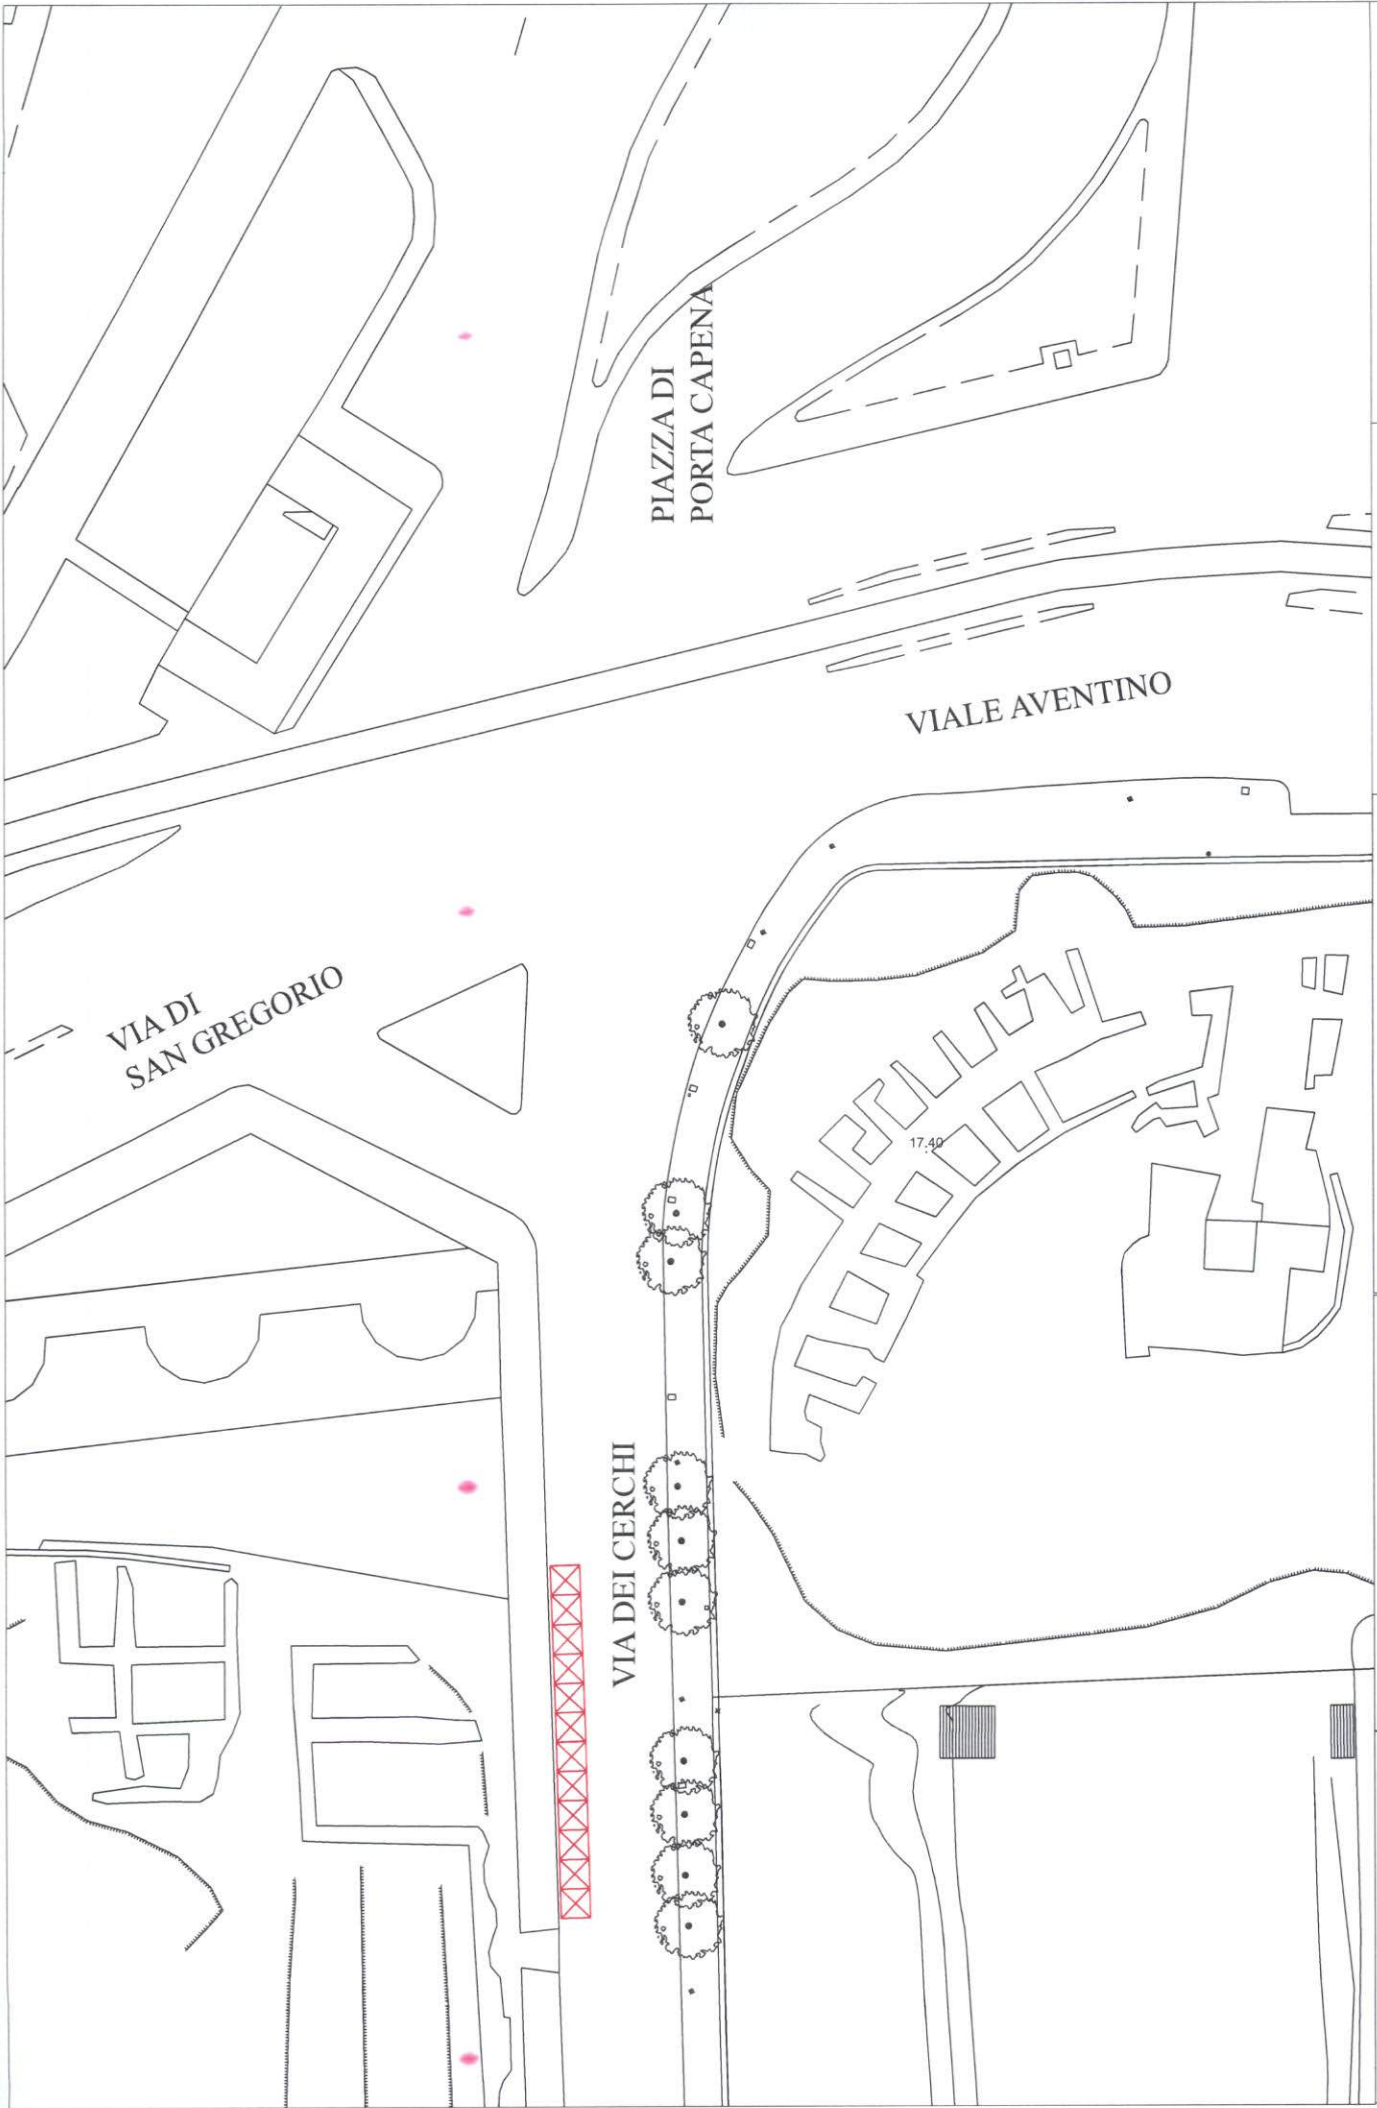 PIAZZA DI
PORTA CAPENA
VIALE AVENTINO
VIA DI
SAN GREGORIO
17.40
VIA DEI CERCHI